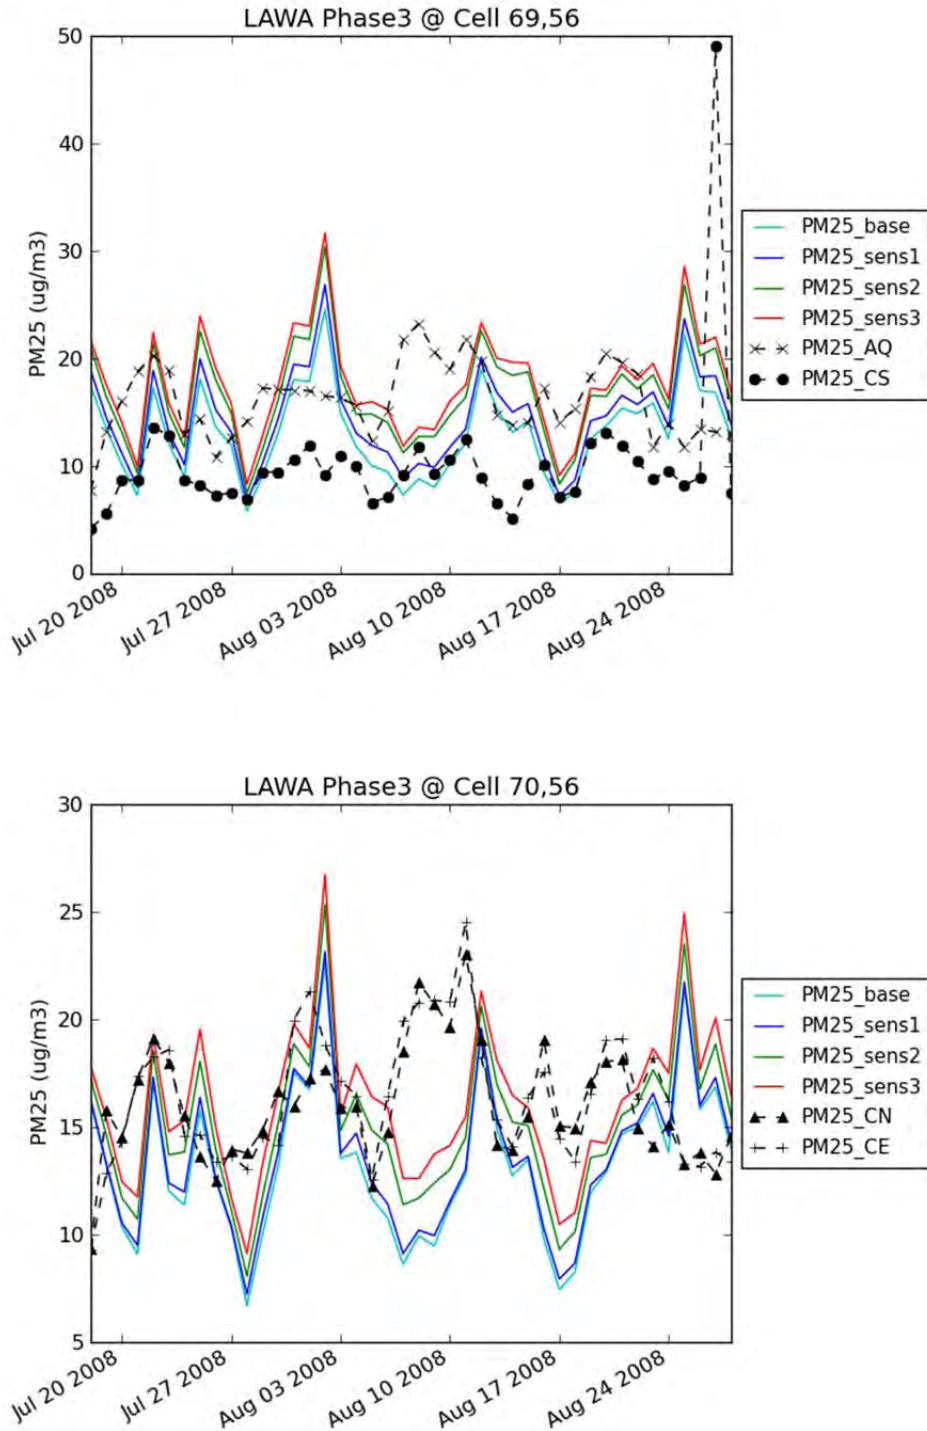 LAWA Phase3 @ Cell 69,56
50
40
30
20
10
0
PM25 (ug/m3)
Jul 20 2008
Jul 27 2008
Aug 03 2008
Aug 10 2008
Aug 17 2008
Aug 24 2008
PM25_base
PM25_sens1
PM25_sens2
PM25_sens3
PM25_AQ
PM25_CS
LAWA Phase3 @ Cell 70,56
30
25
20
15
10
5
PM25 (ug/m3)
Jul 20 2008
Jul 27 2008
Aug 03 2008
Aug 10 2008
Aug 17 2008
Aug 24 2008
PM25_base
PM25_sens1
PM25_sens2
PM25_sens3
PM25_CN
PM25_CE